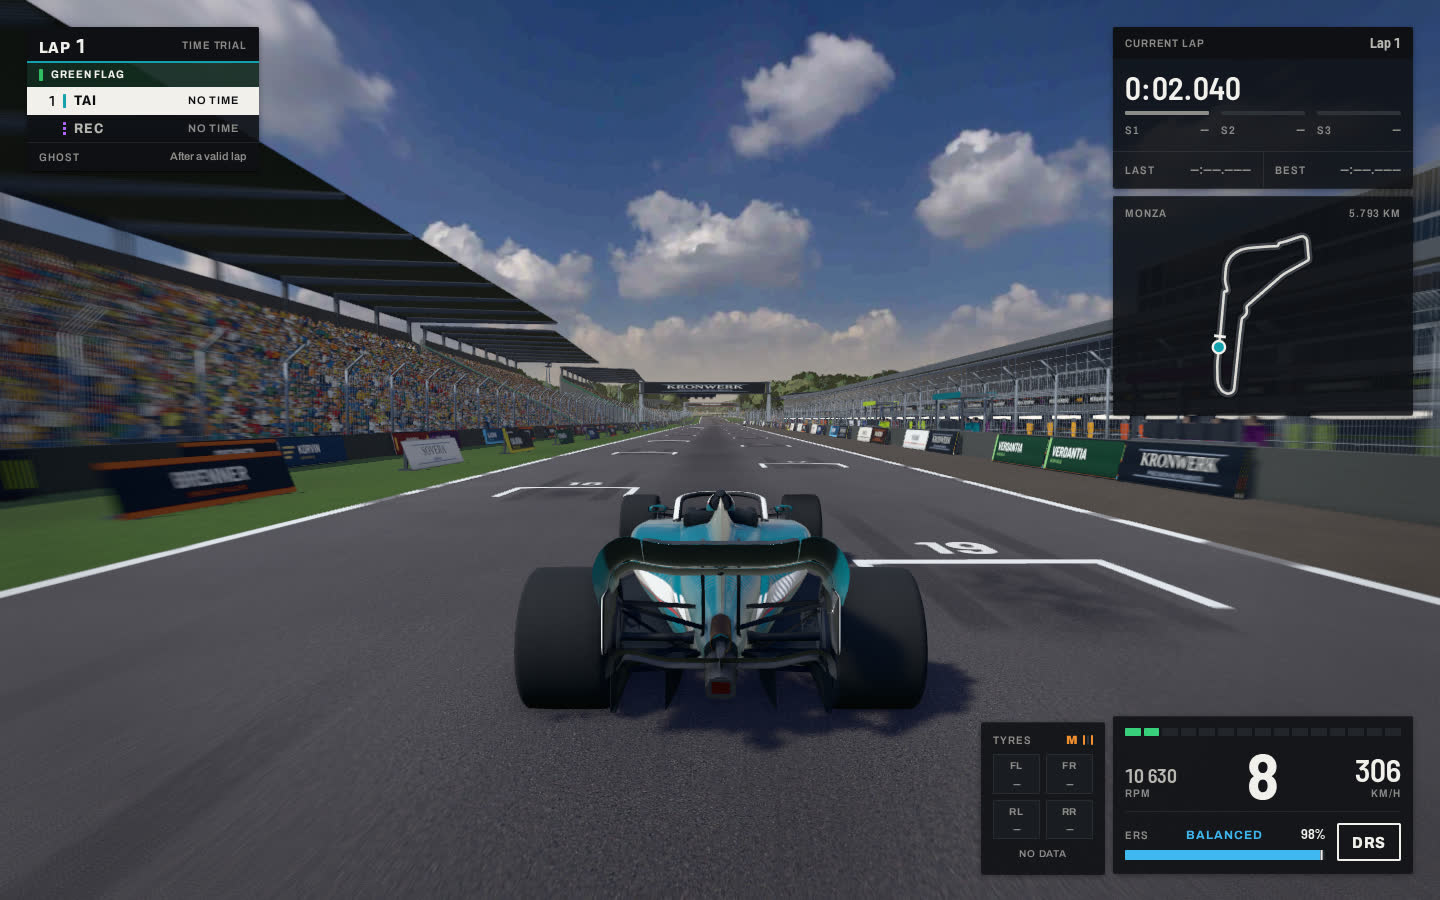 LAP 1 TIME TRIAL
GREEN FLAG
1 TAI NO TIME
REC NO TIME
GHOST After a valid lap
CURRENT LAP Lap 1
0:02.040
S1 – S2 – S3 –
LAST –:––.––– BEST –:––.–––
MONZA 5.793 KM
KRONWERK
BRENNER
KORVIN
VERDANTIA
VERDANTIA
KRONWERK
18
19
TYRES M
FL FR
– –
RL RR
– –
NO DATA
10 630 8 306
RPM KM/H
ERS BALANCED 98% DRS